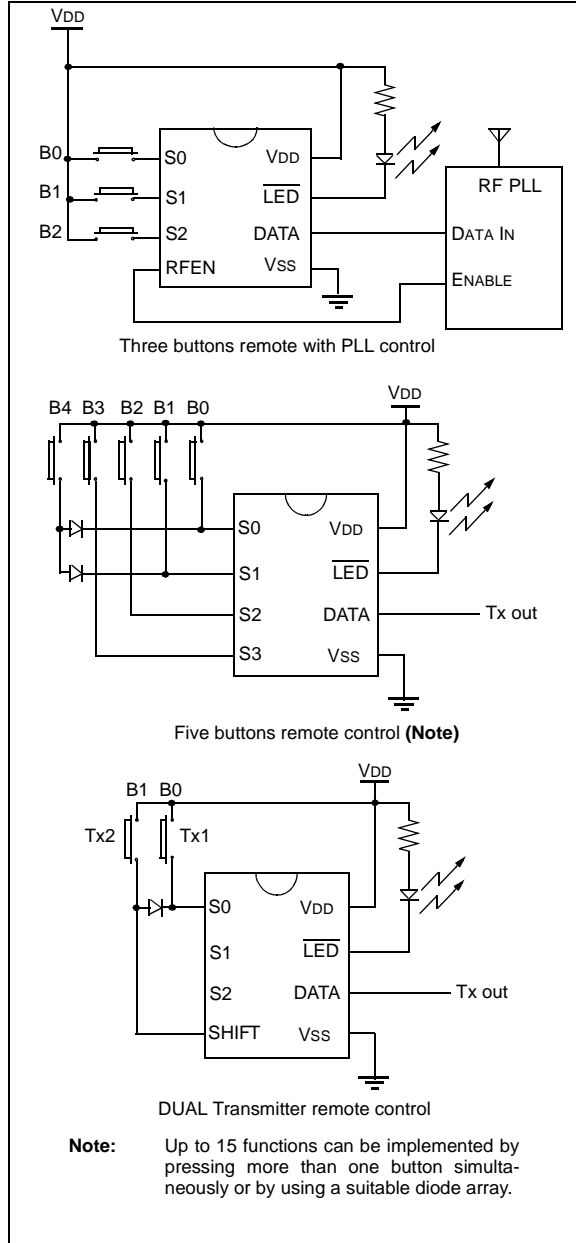 VDD
B0 S0 VDD
B1 S1 LED
B2 S2 DATA
RFEN VSS
RF PLL
DATA IN
ENABLE
Three buttons remote with PLL control
VDD
B4 B3 B2 B1 B0
S0 VDD
S1 LED
S2 DATA Tx out
S3 VSS
Five buttons remote control (Note)
VDD
B1 B0
Tx2 Tx1
S0 VDD
S1 LED
S2 DATA Tx out
SHIFT VSS
DUAL Transmitter remote control
Note: Up to 15 functions can be implemented by
pressing more than one button simulta-
neously or by using a suitable diode array.